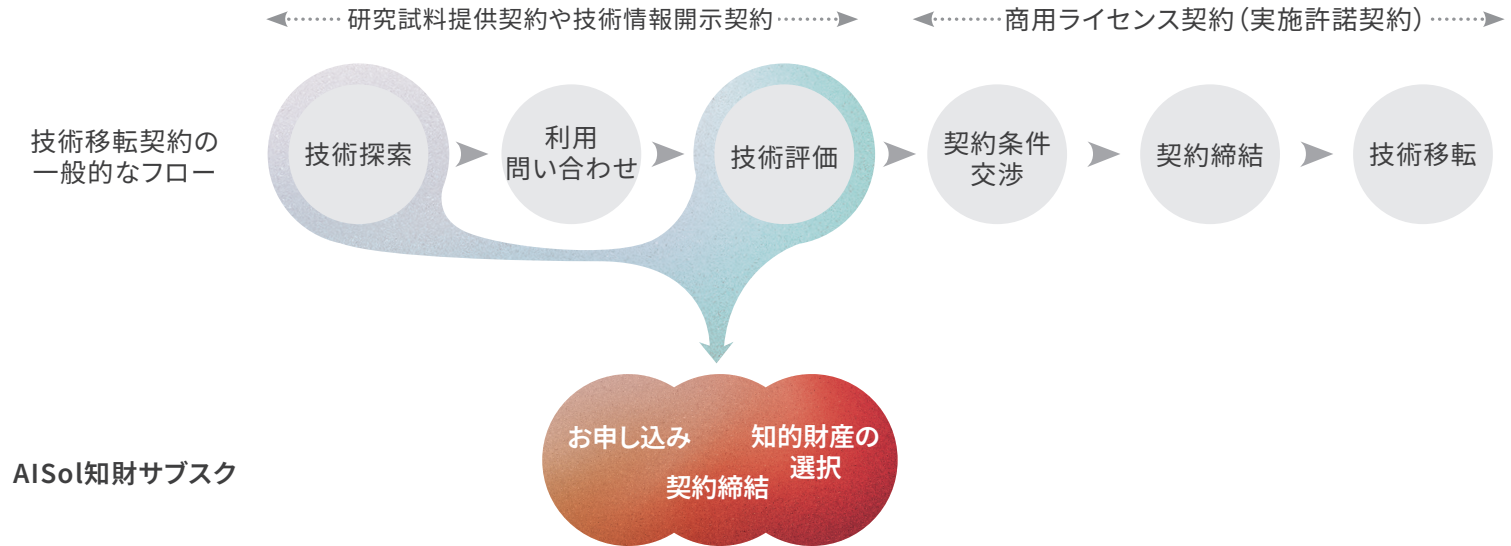 研究試料提供契約や技術情報開示契約
商用ライセンス契約（実施許諾契約）
技術移転契約の
一般的なフロー
技術探索
利用
問い合わせ
技術評価
契約条件
交渉
契約締結
技術移転
AISol知財サブスク
お申し込み
契約締結
知的財産の
選択